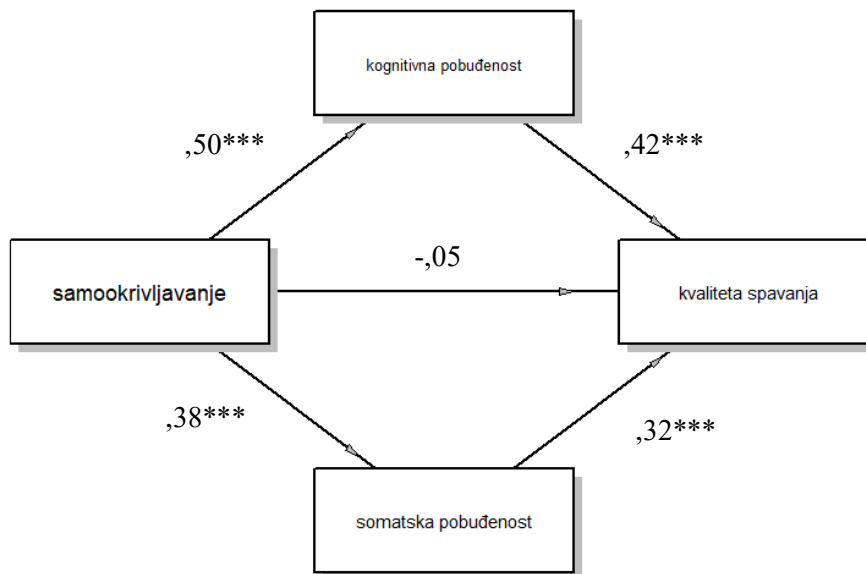 kognitivna pobuđenost
,50***
,42***
samookrivljavanje
-,05
kvaliteta spavanja
,38***
,32***
somatska pobuđenost